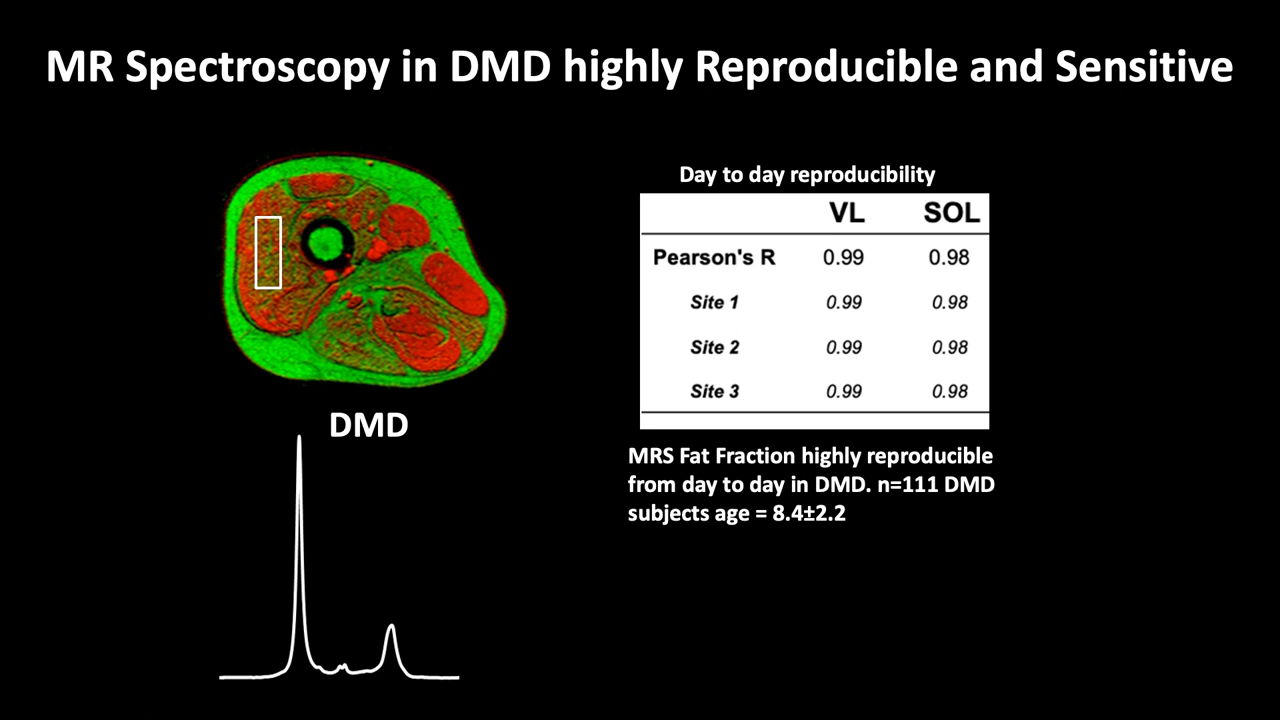 MR Spectroscopy in DMD highly Reproducible and Sensitive
DMD
Day to day reproducibility
VL SOL
Pearson's R 0.99 0.98
Site 1 0.99 0.98
Site 2 0.99 0.98
Site 3 0.99 0.98
MRS Fat Fraction highly reproducible
from day to day in DMD. n=111 DMD
subjects age = 8.4±2.2